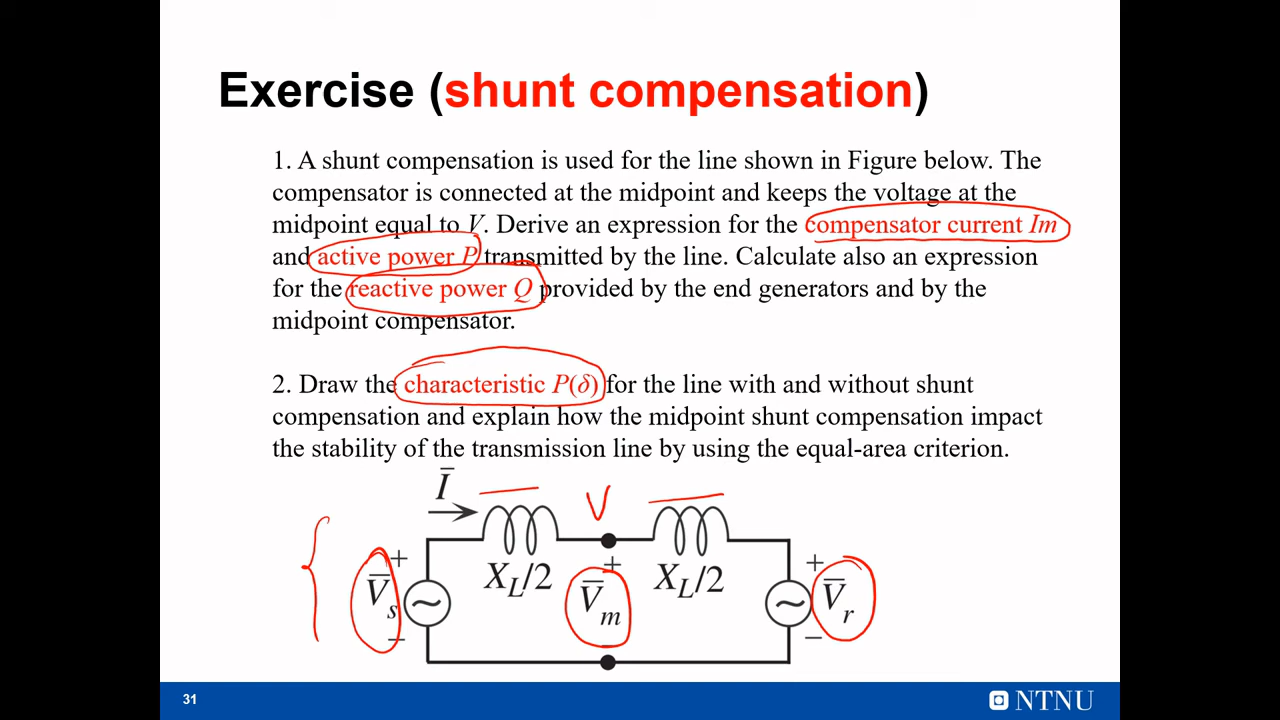 Exercise (shunt compensation)
1. A shunt compensation is used for the line shown in Figure below. The
compensator is connected at the midpoint and keeps the voltage at the
midpoint equal to V. Derive an expression for the compensator current Im
and active power P transmitted by the line. Calculate also an expression
for the reactive power Q provided by the end generators and by the
midpoint compensator.
2. Draw the characteristic P(δ) for the line with and without shunt
compensation and explain how the midpoint shunt compensation impact
the stability of the transmission line by using the equal-area criterion.
I̅
V
+ + +
X_L/2 X_L/2
V̅_s V̅_m V̅_r
− −
31 NTNU